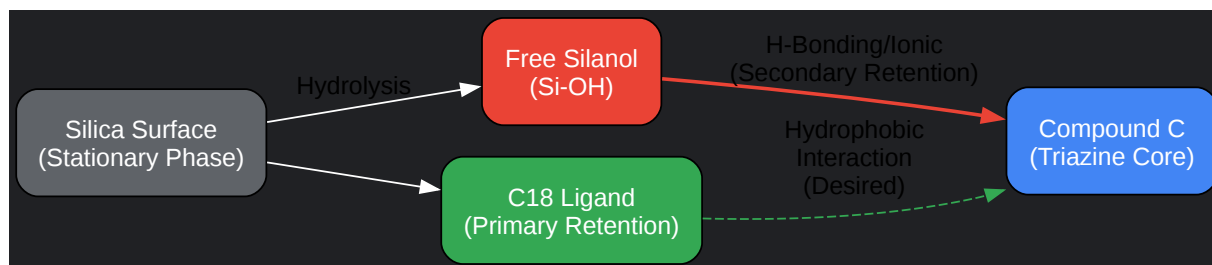 Silica Surface
(Stationary Phase)
Hydrolysis
Free Silanol
(Si-OH)
C18 Ligand
(Primary Retention)
H-Bonding/Ionic
(Secondary Retention)
Hydrophobic
Interaction
(Desired)
Compound C
(Triazine Core)